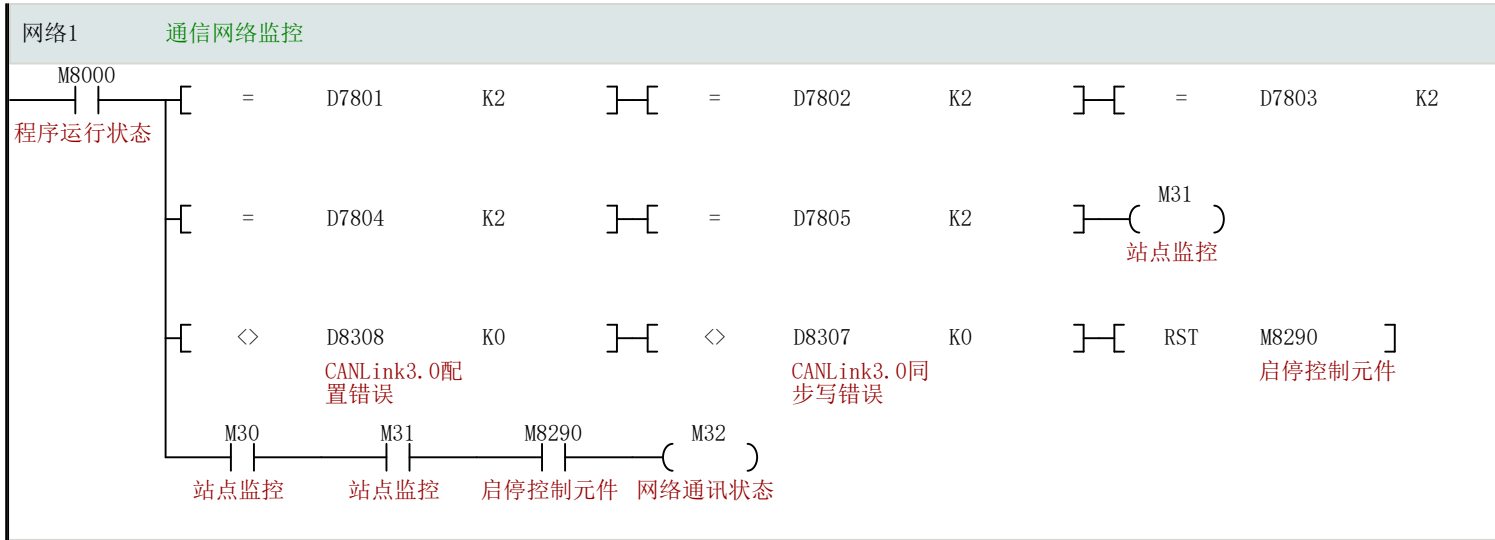 网络1 通信网络监控
M8000
程序运行状态
= D7801 K2 = D7802 K2 = D7803 K2
= D7804 K2 = D7805 K2 M31
站点监控
<> D8308 K0 <> D8307 K0 RST M8290
CANLink3.0配
置错误
CANLink3.0同
步写错误
启停控制元件
M30 M31 M8290 M32
站点监控 站点监控 启停控制元件 网络通讯状态